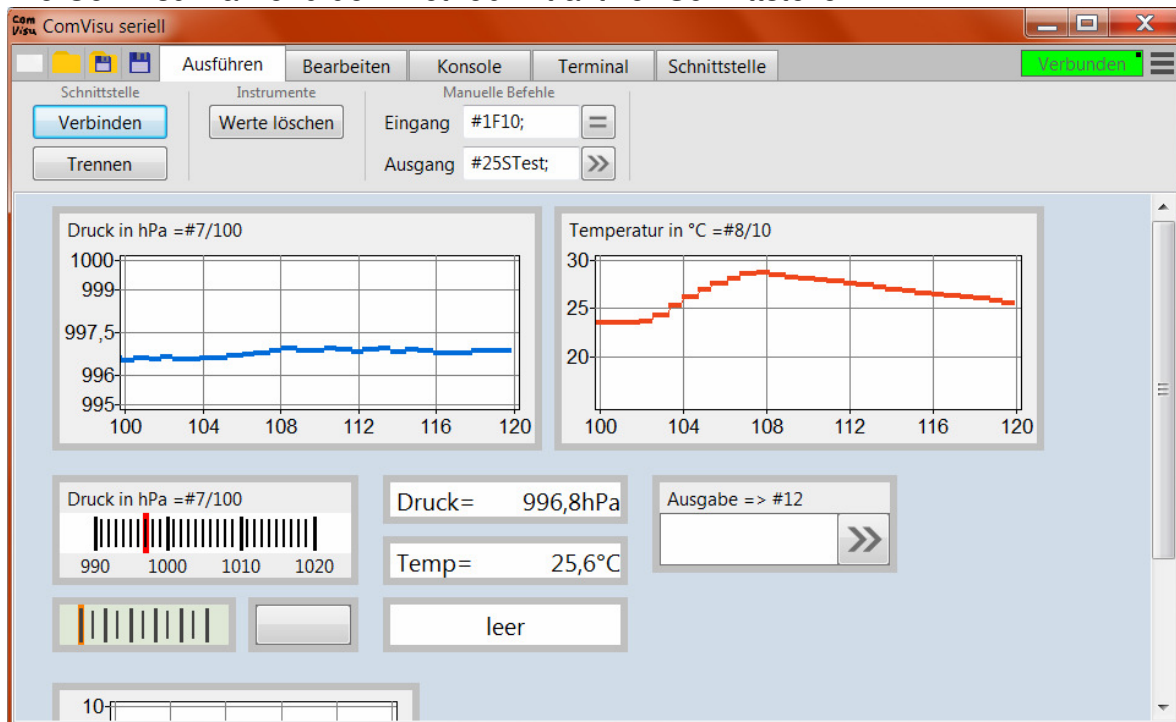 Com Visu ComVisu seriell
Ausführen Bearbeiten Konsole Terminal Schnittstelle Verbunden
Schnittstelle Instrumente Manuelle Befehle
Verbinden Werte löschen Eingang #1F10; =
Trennen Ausgang #25STest; >>
Druck in hPa =#7/100
1000
999
997,5
996
995
100 104 108 112 116 120
Temperatur in °C =#8/10
30
25
20
100 104 108 112 116 120
Druck in hPa =#7/100
990 1000 1010 1020
Druck= 996,8hPa
Temp= 25,6°C
leer
Ausgabe => #12
>>
10